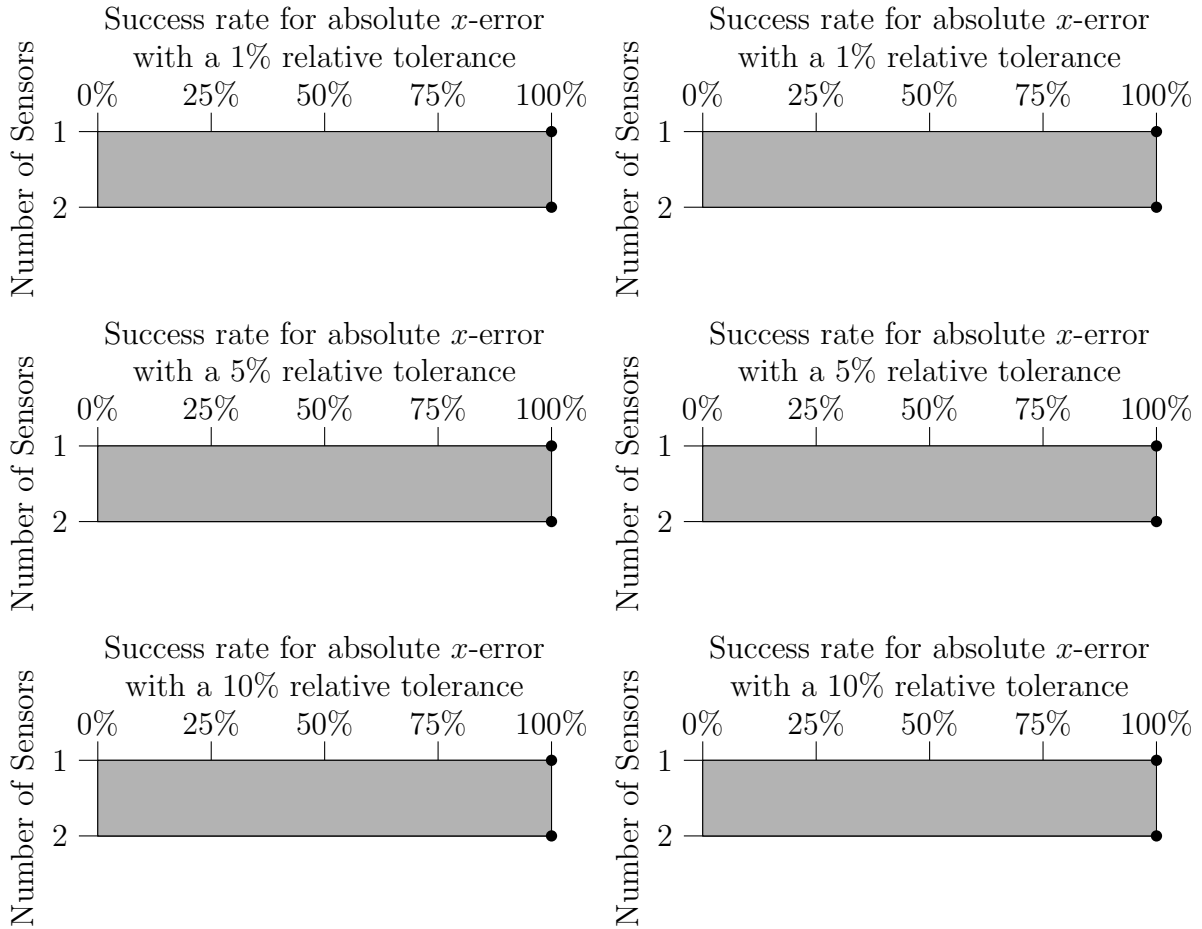 Success rate for absolute x-error
with a 1% relative tolerance
0% 25% 50% 75% 100%
Number of Sensors
1
2
Success rate for absolute x-error
with a 1% relative tolerance
0% 25% 50% 75% 100%
Number of Sensors
1
2
Success rate for absolute x-error
with a 5% relative tolerance
0% 25% 50% 75% 100%
Number of Sensors
1
2
Success rate for absolute x-error
with a 5% relative tolerance
0% 25% 50% 75% 100%
Number of Sensors
1
2
Success rate for absolute x-error
with a 10% relative tolerance
0% 25% 50% 75% 100%
Number of Sensors
1
2
Success rate for absolute x-error
with a 10% relative tolerance
0% 25% 50% 75% 100%
Number of Sensors
1
2